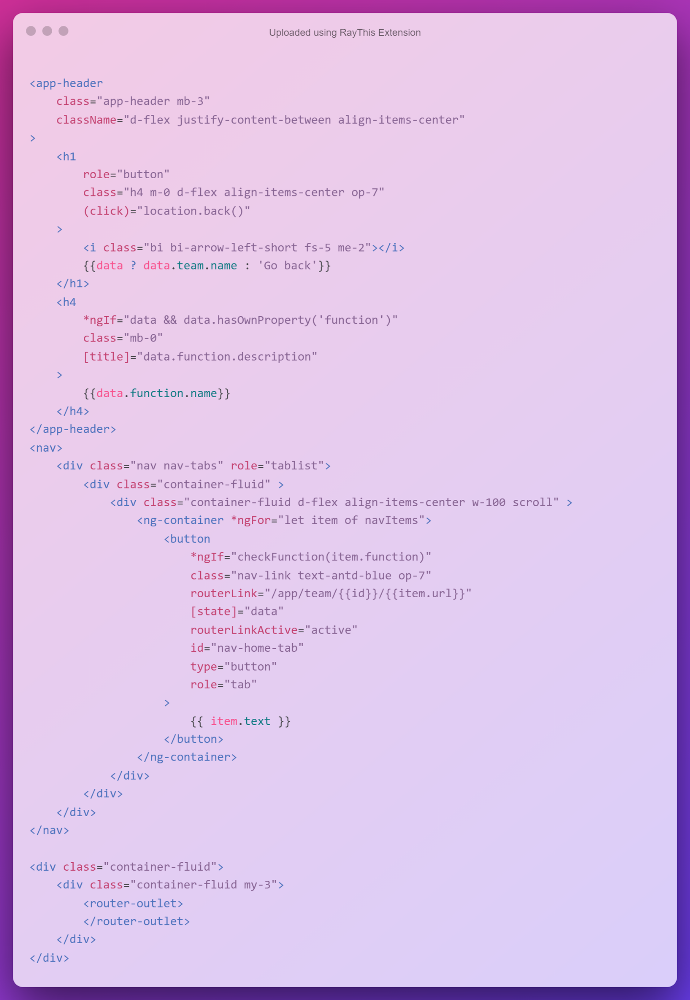 Uploaded using RayThis Extension
<app-header
    class="app-header mb-3"
    className="d-flex justify-content-between align-items-center"
>
    <h1
        role="button"
        class="h4 m-0 d-flex align-items-center op-7"
        (click)="location.back()"
    >
        <i class="bi bi-arrow-left-short fs-5 me-2"></i>
        {{data ? data.team.name : 'Go back'}}
    </h1>
    <h4
        *ngIf="data && data.hasOwnProperty('function')"
        class="mb-0"
        [title]="data.function.description"
    >
        {{data.function.name}}
    </h4>
</app-header>
<nav>
    <div class="nav nav-tabs" role="tablist">
        <div class="container-fluid" >
            <div class="container-fluid d-flex align-items-center w-100 scroll" >
                <ng-container *ngFor="let item of navItems">
                    <button
                        *ngIf="checkFunction(item.function)"
                        class="nav-link text-antd-blue op-7"
                        routerLink="/app/team/{{id}}/{{item.url}}"
                        [state]="data"
                        routerLinkActive="active"
                        id="nav-home-tab"
                        type="button"
                        role="tab"
                    >
                        {{ item.text }}
                    </button>
                </ng-container>
            </div>
        </div>
    </div>
</nav>

<div class="container-fluid">
    <div class="container-fluid my-3">
        <router-outlet>
        </router-outlet>
    </div>
</div>